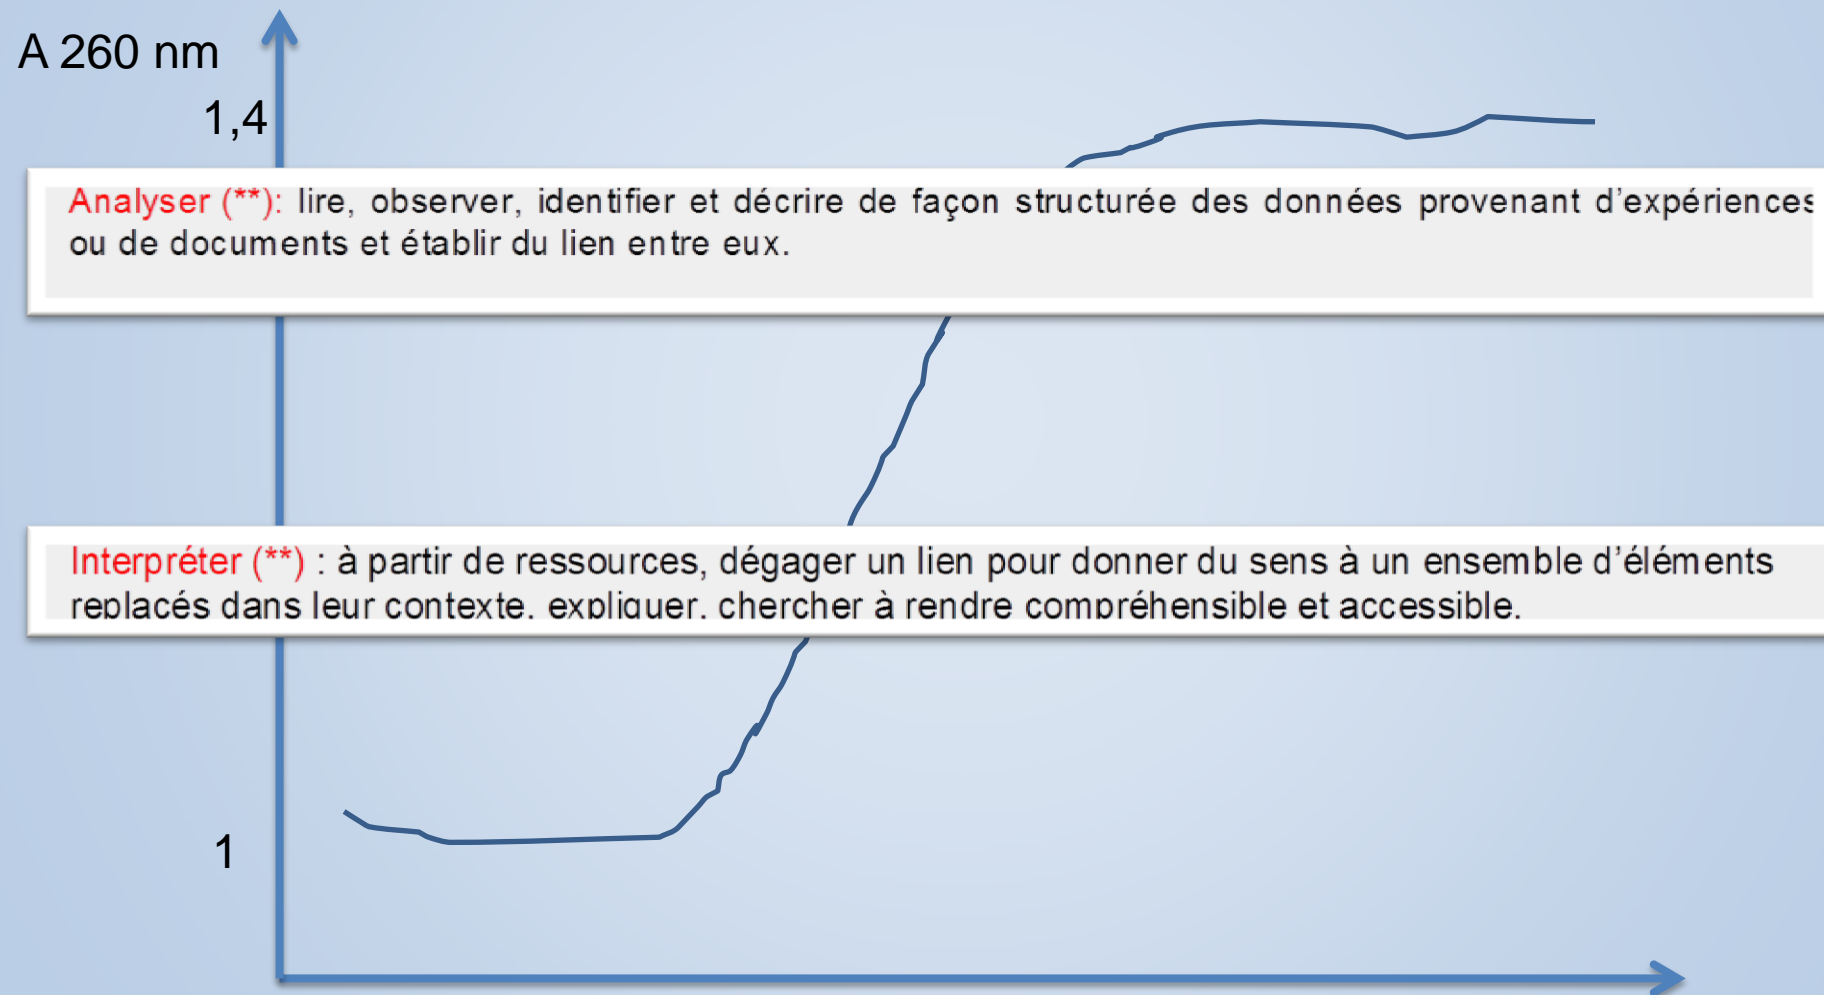 A 260 nm
1,4
Analyser (**): lire, observer, identifier et décrire de façon structurée des données provenant d'expériences
ou de documents et établir du lien entre eux.
Interpréter (**) : à partir de ressources, dégager un lien pour donner du sens à un ensemble d'éléments
replacés dans leur contexte, expliquer, chercher à rendre compréhensible et accessible.
1